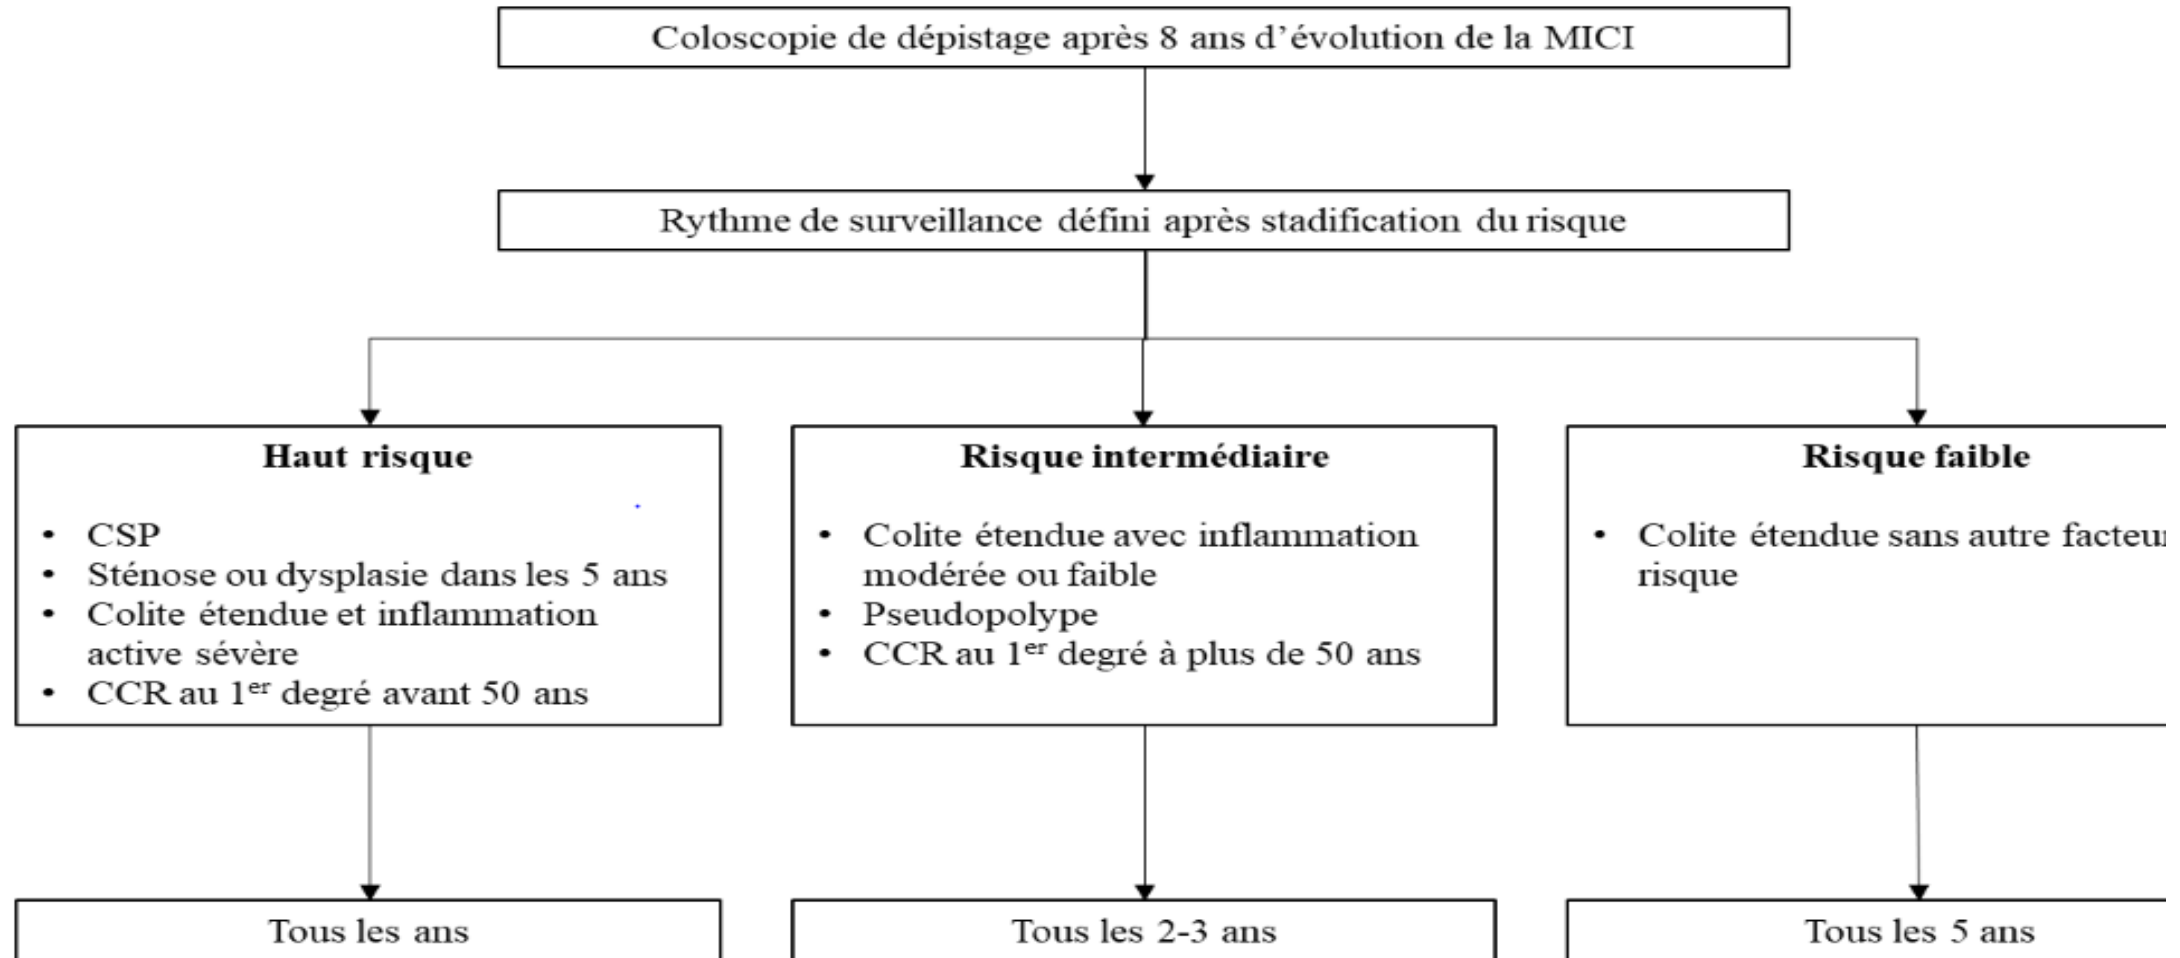 Coloscopie de dépistage après 8 ans d’évolution de la MICI
Rythme de surveillance défini après stadification du risque
Haut risque
• CSP
• Sténose ou dysplasie dans les 5 ans
• Colite étendue et inflammation
active sévère
• CCR au 1er degré avant 50 ans
Risque intermédiaire
• Colite étendue avec inflammation
modérée ou faible
• Pseudopolype
• CCR au 1er degré à plus de 50 ans
Risque faible
• Colite étendue sans autre facteur
risque
Tous les ans
Tous les 2-3 ans
Tous les 5 ans